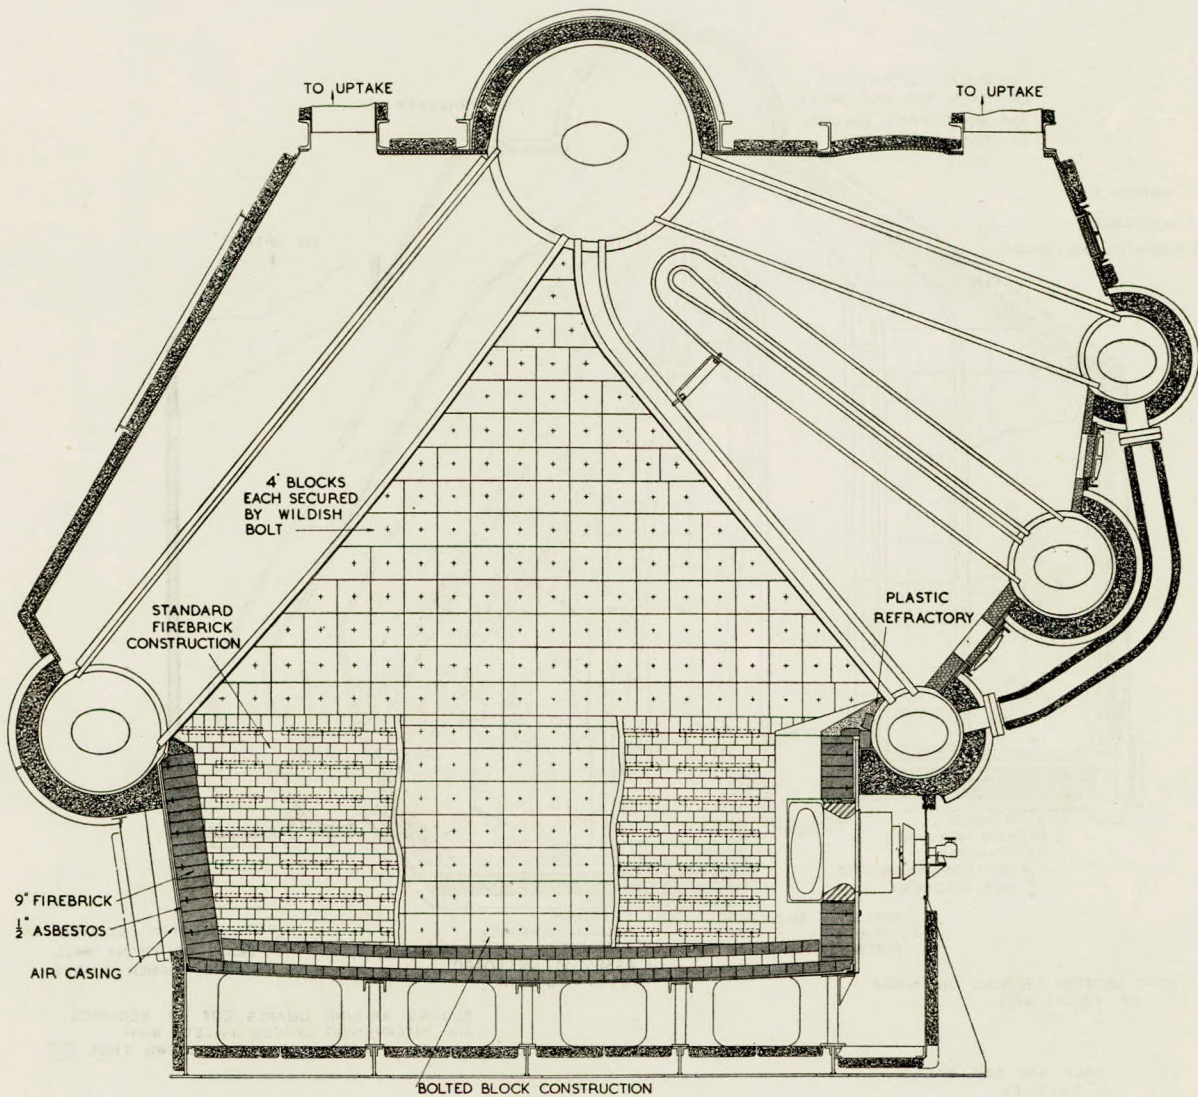 TO UPTAKE
TO UPTAKE
4" BLOCKS
EACH SECURED
BY WILDISH
BOLT
STANDARD
FIREBRICK
CONSTRUCTION
PLASTIC
REFRACTORY
9" FIREBRICK
½" ASBESTOS
AIR CASING
BOLTED BLOCK CONSTRUCTION